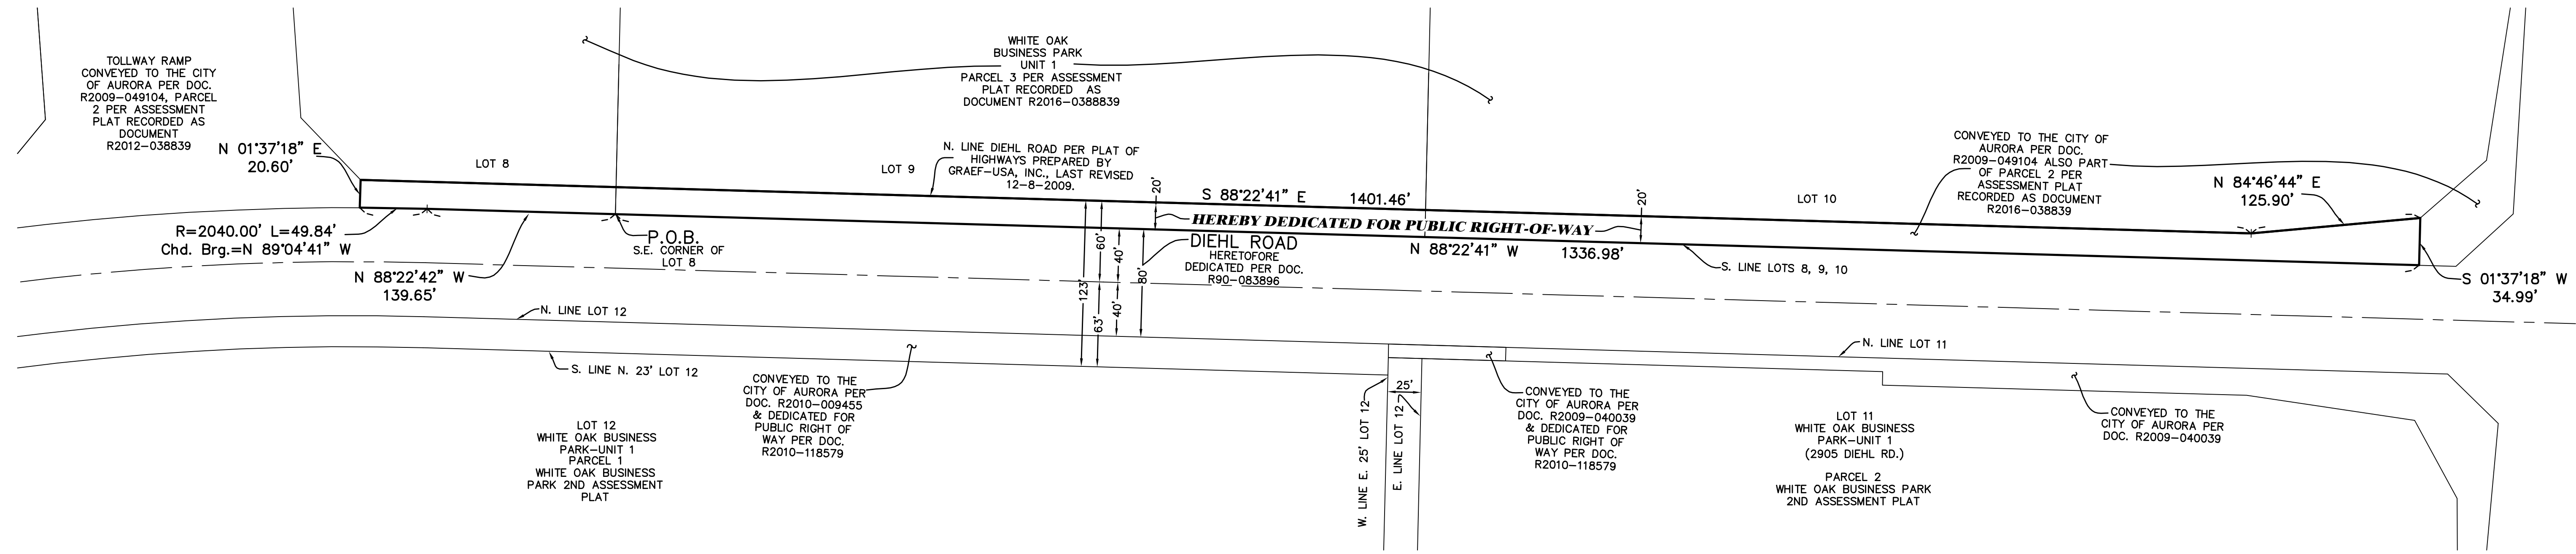 TOLLWAY RAMP
CONVEYED TO THE CITY
OF AURORA PER DOC.
R2009-049104, PARCEL
2 PER ASSESSMENT
PLAT RECORDED AS
DOCUMENT
R2012-038839
N 01°37'18" E
20.60'
LOT 8
WHITE OAK
BUSINESS PARK
UNIT 1
PARCEL 3 PER ASSESSMENT
PLAT RECORDED AS
DOCUMENT R2016-0388839
LOT 9
N. LINE DIEHL ROAD PER PLAT OF
HIGHWAYS PREPARED BY
GRAEF-USA, INC., LAST REVISED
12-8-2009.
20'
S 88°22'41" E 1401.46'
20'
LOT 10
CONVEYED TO THE CITY OF
AURORA PER DOC.
R2009-049104 ALSO PART
OF PARCEL 2 PER
ASSESSMENT PLAT
RECORDED AS DOCUMENT
R2016-038839
N 84°46'44" E
125.90'
HEREBY DEDICATED FOR PUBLIC RIGHT-OF-WAY
R=2040.00' L=49.84'
Chd. Brg.=N 89°04'41" W
N 88°22'42" W
139.65'
P.O.B.
S.E. CORNER OF
LOT 8
123'
60'
63'
40'
40'
80'
DIEHL ROAD
HERETOFORE
DEDICATED PER DOC.
R90-083896
N 88°22'41" W 1336.98'
S. LINE LOTS 8, 9, 10
S 01°37'18" W
34.99'
N. LINE LOT 12
S. LINE N. 23' LOT 12
N. LINE LOT 11
CONVEYED TO THE
CITY OF AURORA PER
DOC. R2010-009455
& DEDICATED FOR
PUBLIC RIGHT OF
WAY PER DOC.
R2010-118579
LOT 12
WHITE OAK BUSINESS
PARK-UNIT 1
PARCEL 1
WHITE OAK BUSINESS
PARK 2ND ASSESSMENT
PLAT
W. LINE E. 25' LOT 12
25'
E. LINE LOT 12
CONVEYED TO THE
CITY OF AURORA PER
DOC. R2009-040039
& DEDICATED FOR
PUBLIC RIGHT OF
WAY PER DOC.
R2010-118579
LOT 11
WHITE OAK BUSINESS
PARK-UNIT 1
(2905 DIEHL RD.)
PARCEL 2
WHITE OAK BUSINESS PARK
2ND ASSESSMENT PLAT
CONVEYED TO THE
CITY OF AURORA PER
DOC. R2009-040039